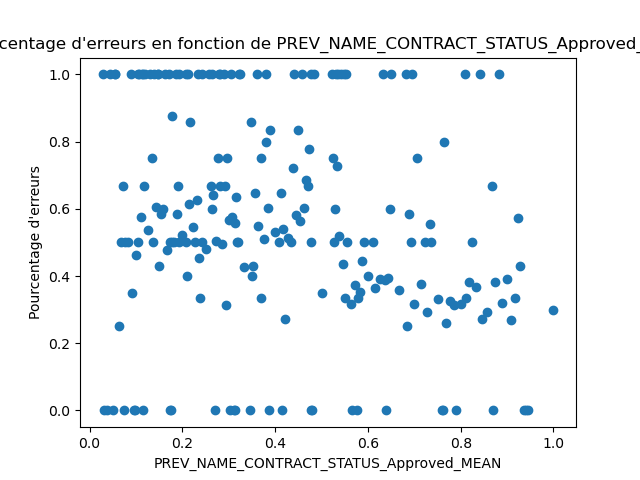 centage d'erreurs en fonction de PREV_NAME_CONTRACT_STATUS_Approved_
1.0
0.8
0.6
0.4
0.2
0.0
Pourcentage d'erreurs
0.0 0.2 0.4 0.6 0.8 1.0
PREV_NAME_CONTRACT_STATUS_Approved_MEAN